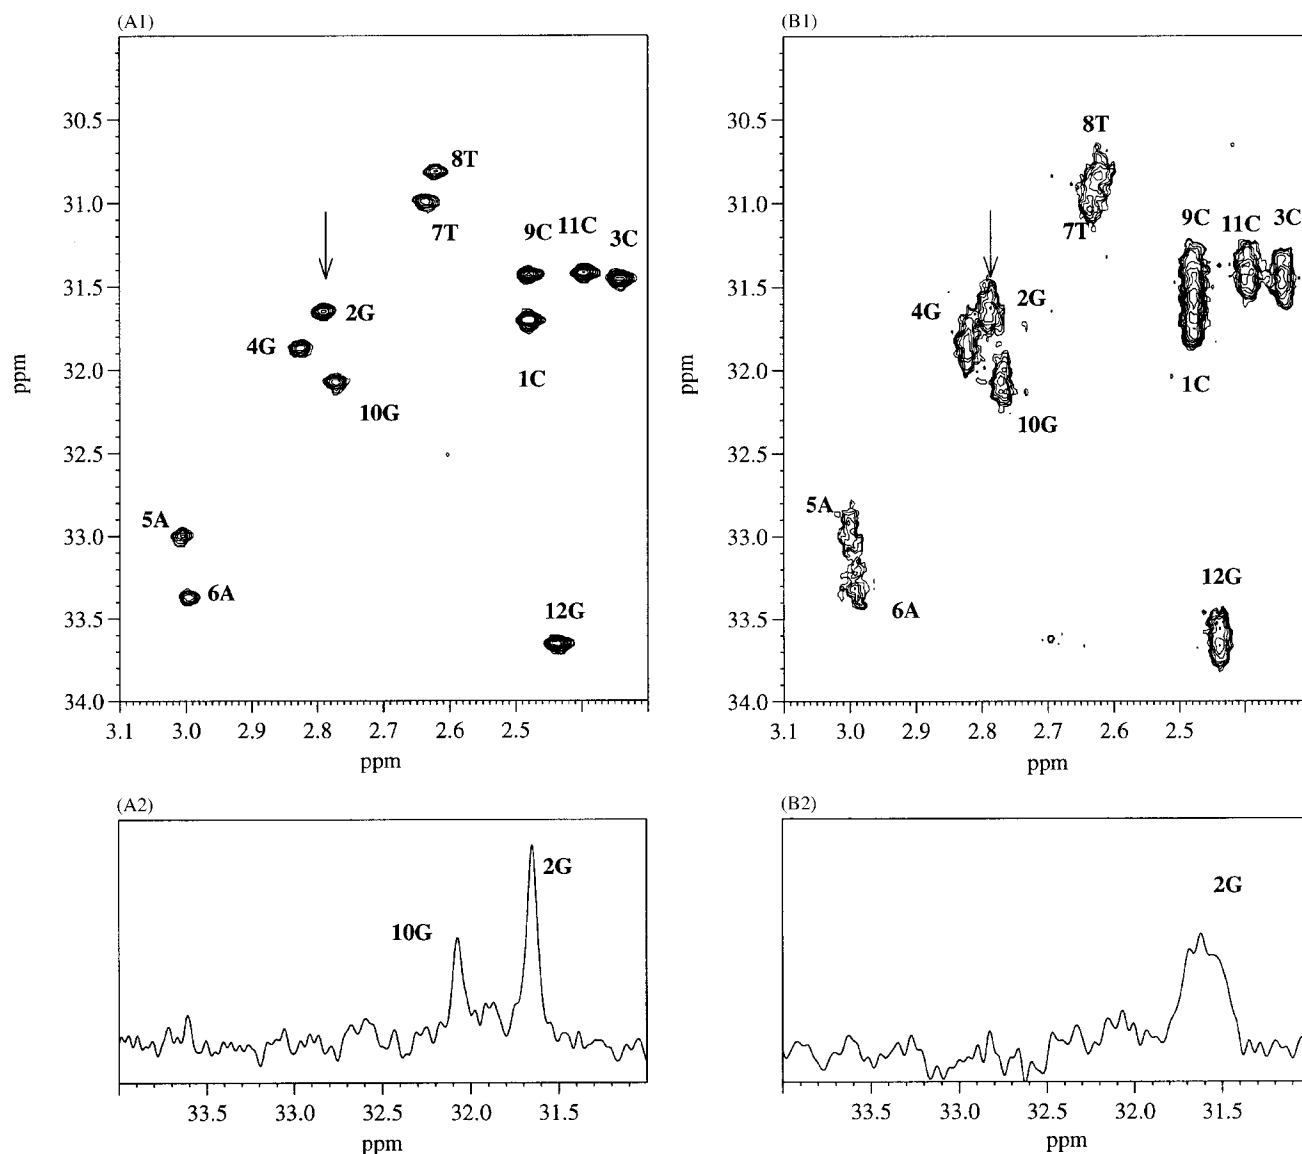 (A1)
30.5
31.0
31.5
32.0
32.5
33.0
33.5
34.0
ppm
8T
7T
9C
11C
3C
2G
4G
1C
10G
5A
6A
12G
3.1
3.0
2.9
2.8
2.7
2.6
2.5
ppm
(B1)
30.5
31.0
31.5
32.0
32.5
33.0
33.5
34.0
ppm
8T
7T
9C
11C
3C
4G
2G
1C
10G
5A
6A
12G
3.1
3.0
2.9
2.8
2.7
2.6
2.5
ppm
(A2)
2G
10G
33.5
33.0
32.5
32.0
31.5
ppm
(B2)
2G
33.5
33.0
32.5
32.0
31.5
ppm